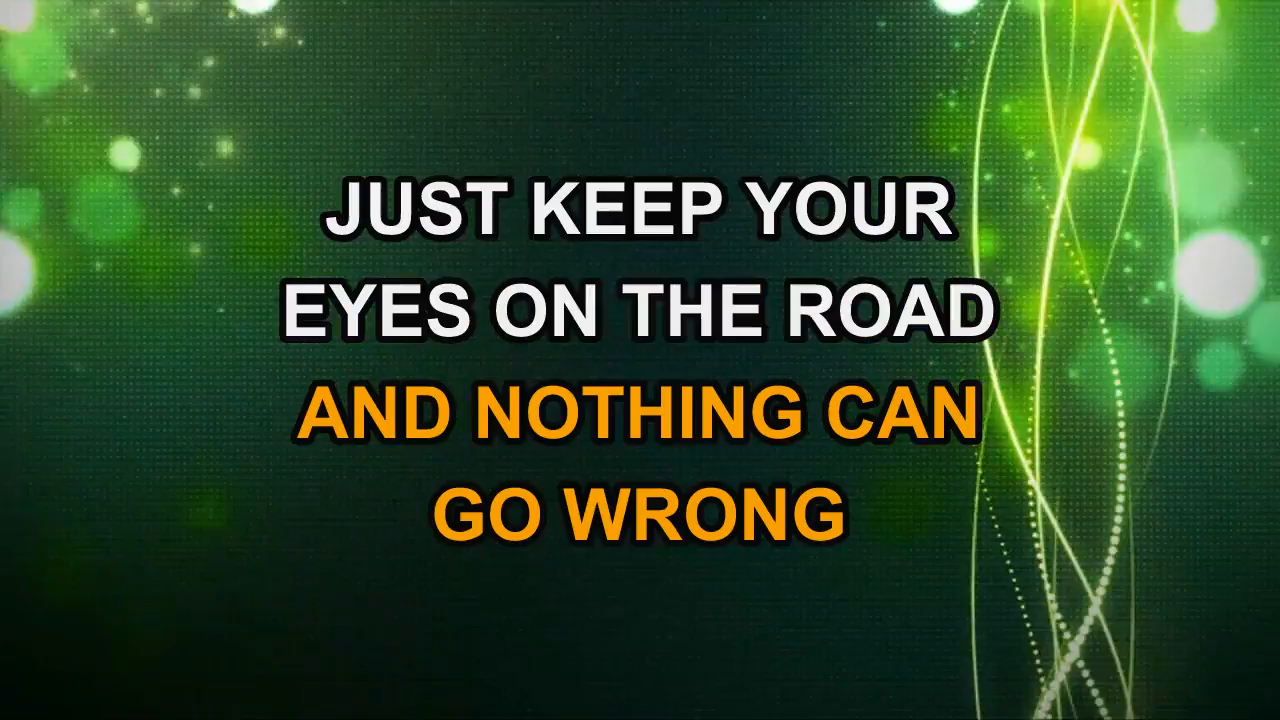 JUST KEEP YOUR
EYES ON THE ROAD
AND NOTHING CAN
GO WRONG